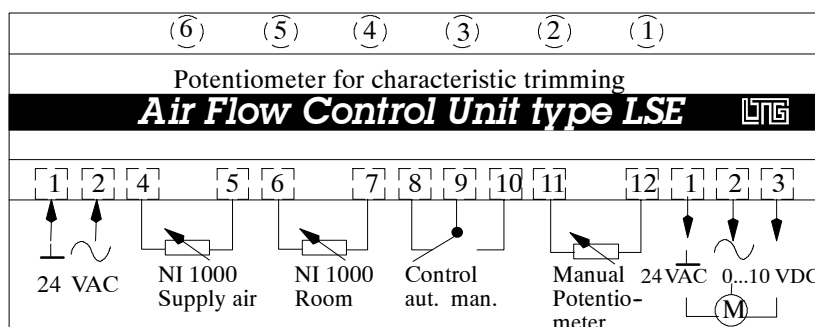 6 5 4 3 2 1
Potentiometer for characteristic trimming
Air Flow Control Unit type LSE LTG
1 2 4 5 6 7 8 9 10 11 12 1 2 3
24 VAC
NI 1000
Supply air
NI 1000
Room
Control
aut. man.
Manual
Potentio-
meter
24 VAC 0...10 VDC
M